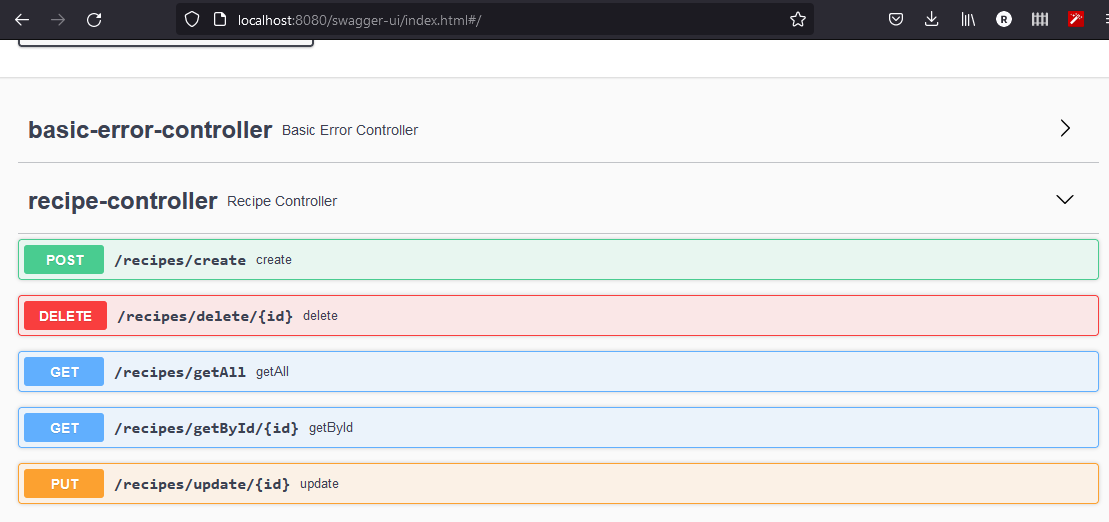 localhost:8080/swagger-ui/index.html#/
R
basic-error-controller Basic Error Controller
recipe-controller Recipe Controller
POST /recipes/create create
DELETE /recipes/delete/{id} delete
GET /recipes/getAll getAll
GET /recipes/getById/{id} getById
PUT /recipes/update/{id} update